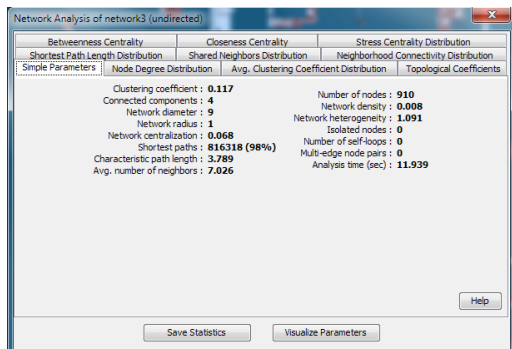 Network Analysis of network3 (undirected)
Betweenness Centrality Closeness Centrality Stress Centrality Distribution
Shortest Path Length Distribution Shared Neighbors Distribution Neighborhood Connectivity Distribution
Simple Parameters Node Degree Distribution Avg. Clustering Coefficient Distribution Topological Coefficients
Clustering coefficient : 0.117
Connected components : 4
Network diameter : 9
Network radius : 1
Network centralization : 0.068
Shortest paths : 816318 (98%)
Characteristic path length : 3.789
Avg. number of neighbors : 7.026
Number of nodes : 910
Network density : 0.008
Network heterogeneity : 1.091
Isolated nodes : 0
Number of self-loops : 0
Multi-edge node pairs : 0
Analysis time (sec) : 11.939
Help
Save Statistics Visualize Parameters